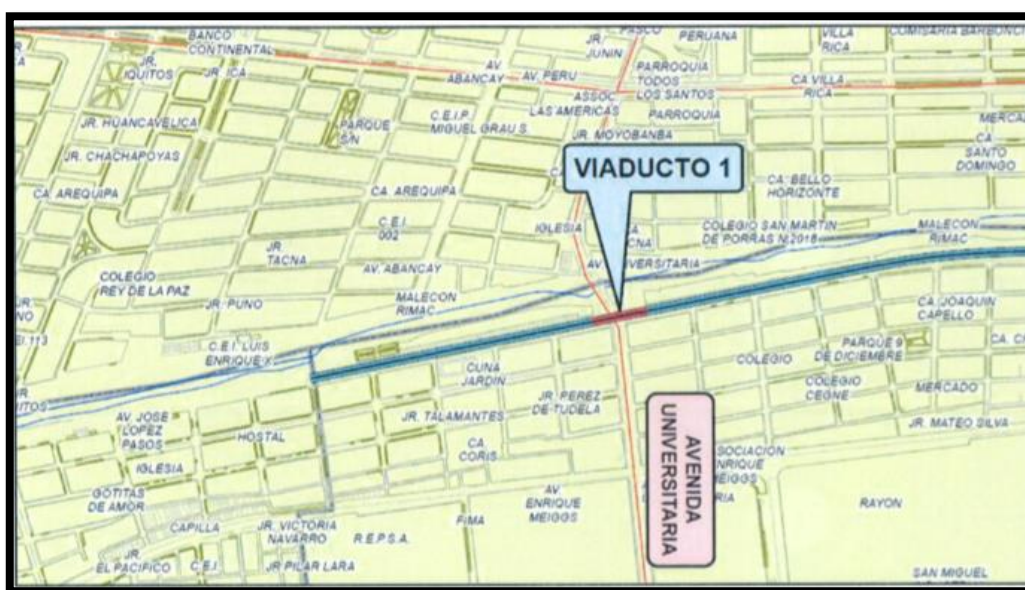 BANCO
CONTINENTAL
JR.
IQUITOS
JR. ICA
AV.
ABANCAY
AV. PERU
JR.
JUNIN
PASCO
PERUANA
PARROQUIA
TODOS
LOS SANTOS
VILLA
RICA
CA VILLA
RICA
ASSOC.
LAS AMERICAS
PARROQUIA
JR. HUANCAVELICA
PARQUE
S/N
C.E.I.P.
MIGUEL GRAU S.
JR. MOYOBANBA
CA.
SANTO
DOMINGO
JR. CHACHAPOYAS
VIADUCTO 1
CA. AREQUIPA
CA. AREQUIPA
CA. BELLO
HORIZONTE
C.E.I.
002
IGLESIA
COLEGIO SAN MARTIN
DE PORRAS N.2018
MALECON
RIMAC
JR.
TACNA
AV. ABANCAY
COLEGIO
REY DE LA PAZ
JR. PUNO
MALECON
RIMAC
CA. JOAQUIN
CAPELLO
C.E.I. LUIS
ENRIQUE X.
CUNA
JARDIN
COLEGIO
PARQUE 9
DE DICIEMBRE
JR. PEREZ
DE TUDELA
COLEGIO
CEGNE
MERCADO
AV. JOSE
LOPEZ
PASOS
HOSTAL
JR. TALAMANTES
JR. MATEO SILVA
CA.
CORIS
AVENIDA
UNIVERSITARIA
IGLESIA
GOTITAS
DE AMOR
AV.
ENRIQUE
MEIGGS
RAYON
CAPILLA
JR. VICTORIA
NAVARRO
R.E.P.S.A.
FIMA
JR.
EL PACIFICO
C.E.I.
JR PILAR LARA
SAN MIGUEL